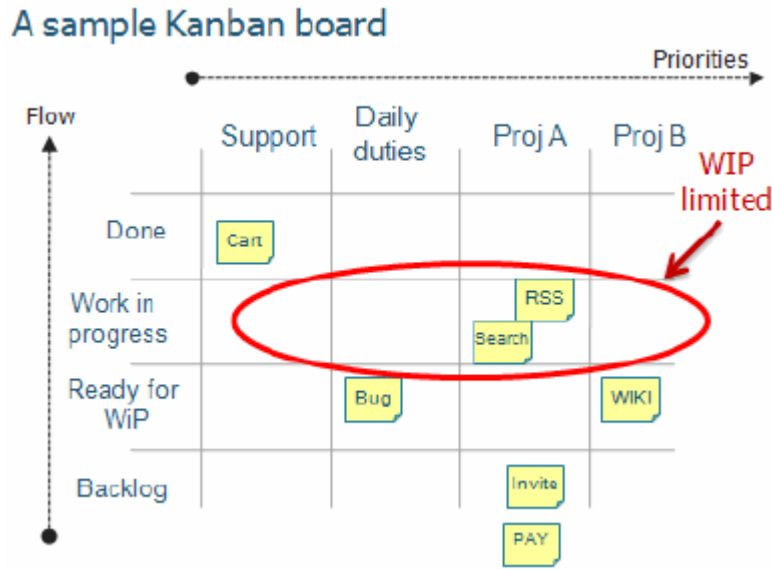 A sample Kanban board
Priorities
Flow
Support
Daily
duties
Proj A
Proj B
WIP
limited
Done
Cart
Work in
progress
RSS
Search
Ready for
WiP
Bug
WIKI
Backlog
Invite
PAY